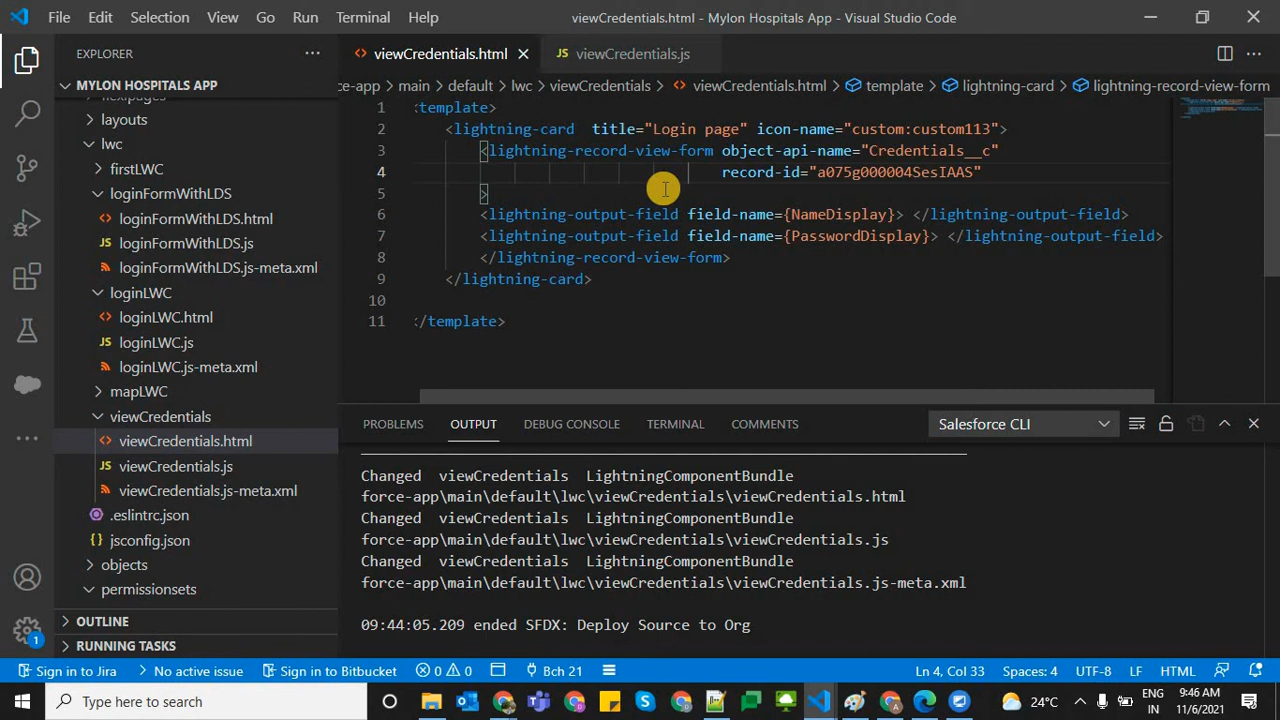 File Edit Selection View Go Run Terminal Help viewCredentials.html - Mylon Hospitals App - Visual Studio Code
EXPLORER
MYLON HOSPITALS APP
layouts
lwc
firstLWC
loginFormWithLDS
loginFormWithLDS.html
loginFormWithLDS.js
loginFormWithLDS.js-meta.xml
loginLWC
loginLWC.html
loginLWC.js
loginLWC.js-meta.xml
mapLWC
viewCredentials
viewCredentials.html
viewCredentials.js
viewCredentials.js-meta.xml
.eslintrc.json
jsconfig.json
objects
permissionsets
OUTLINE
RUNNING TASKS
viewCredentials.html JS viewCredentials.js
ce-app > main > default > lwc > viewCredentials > viewCredentials.html > template > lightning-card > lightning-record-view-form
1 <template>
2 <lightning-card title="Login page" icon-name="custom:custom113">
3 <lightning-record-view-form object-api-name="Credentials__c"
4 record-id="a075g000004SesIAAS"
5 >
6 <lightning-output-field field-name={NameDisplay}> </lightning-output-field>
7 <lightning-output-field field-name={PasswordDisplay}> </lightning-output-field>
8 </lightning-record-view-form>
9 </lightning-card>
10
11 </template>
PROBLEMS OUTPUT DEBUG CONSOLE TERMINAL COMMENTS Salesforce CLI
Changed viewCredentials LightningComponentBundle
force-app\main\default\lwc\viewCredentials\viewCredentials.html
Changed viewCredentials LightningComponentBundle
force-app\main\default\lwc\viewCredentials\viewCredentials.js
Changed viewCredentials LightningComponentBundle
force-app\main\default\lwc\viewCredentials\viewCredentials.js-meta.xml
09:44:05.209 ended SFDX: Deploy Source to Org
1
Sign in to Jira No active issue Sign in to Bitbucket 0 0 Bch 21 Ln 4, Col 33 Spaces: 4 UTF-8 LF HTML
Type here to search 24°C ENG IN 9:46 AM 11/6/2021